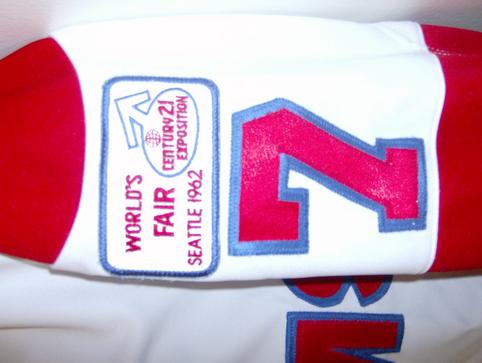 CENTURY 21
EXPOSITION
WORLD'S
FAIR
SEATTLE 1962
7